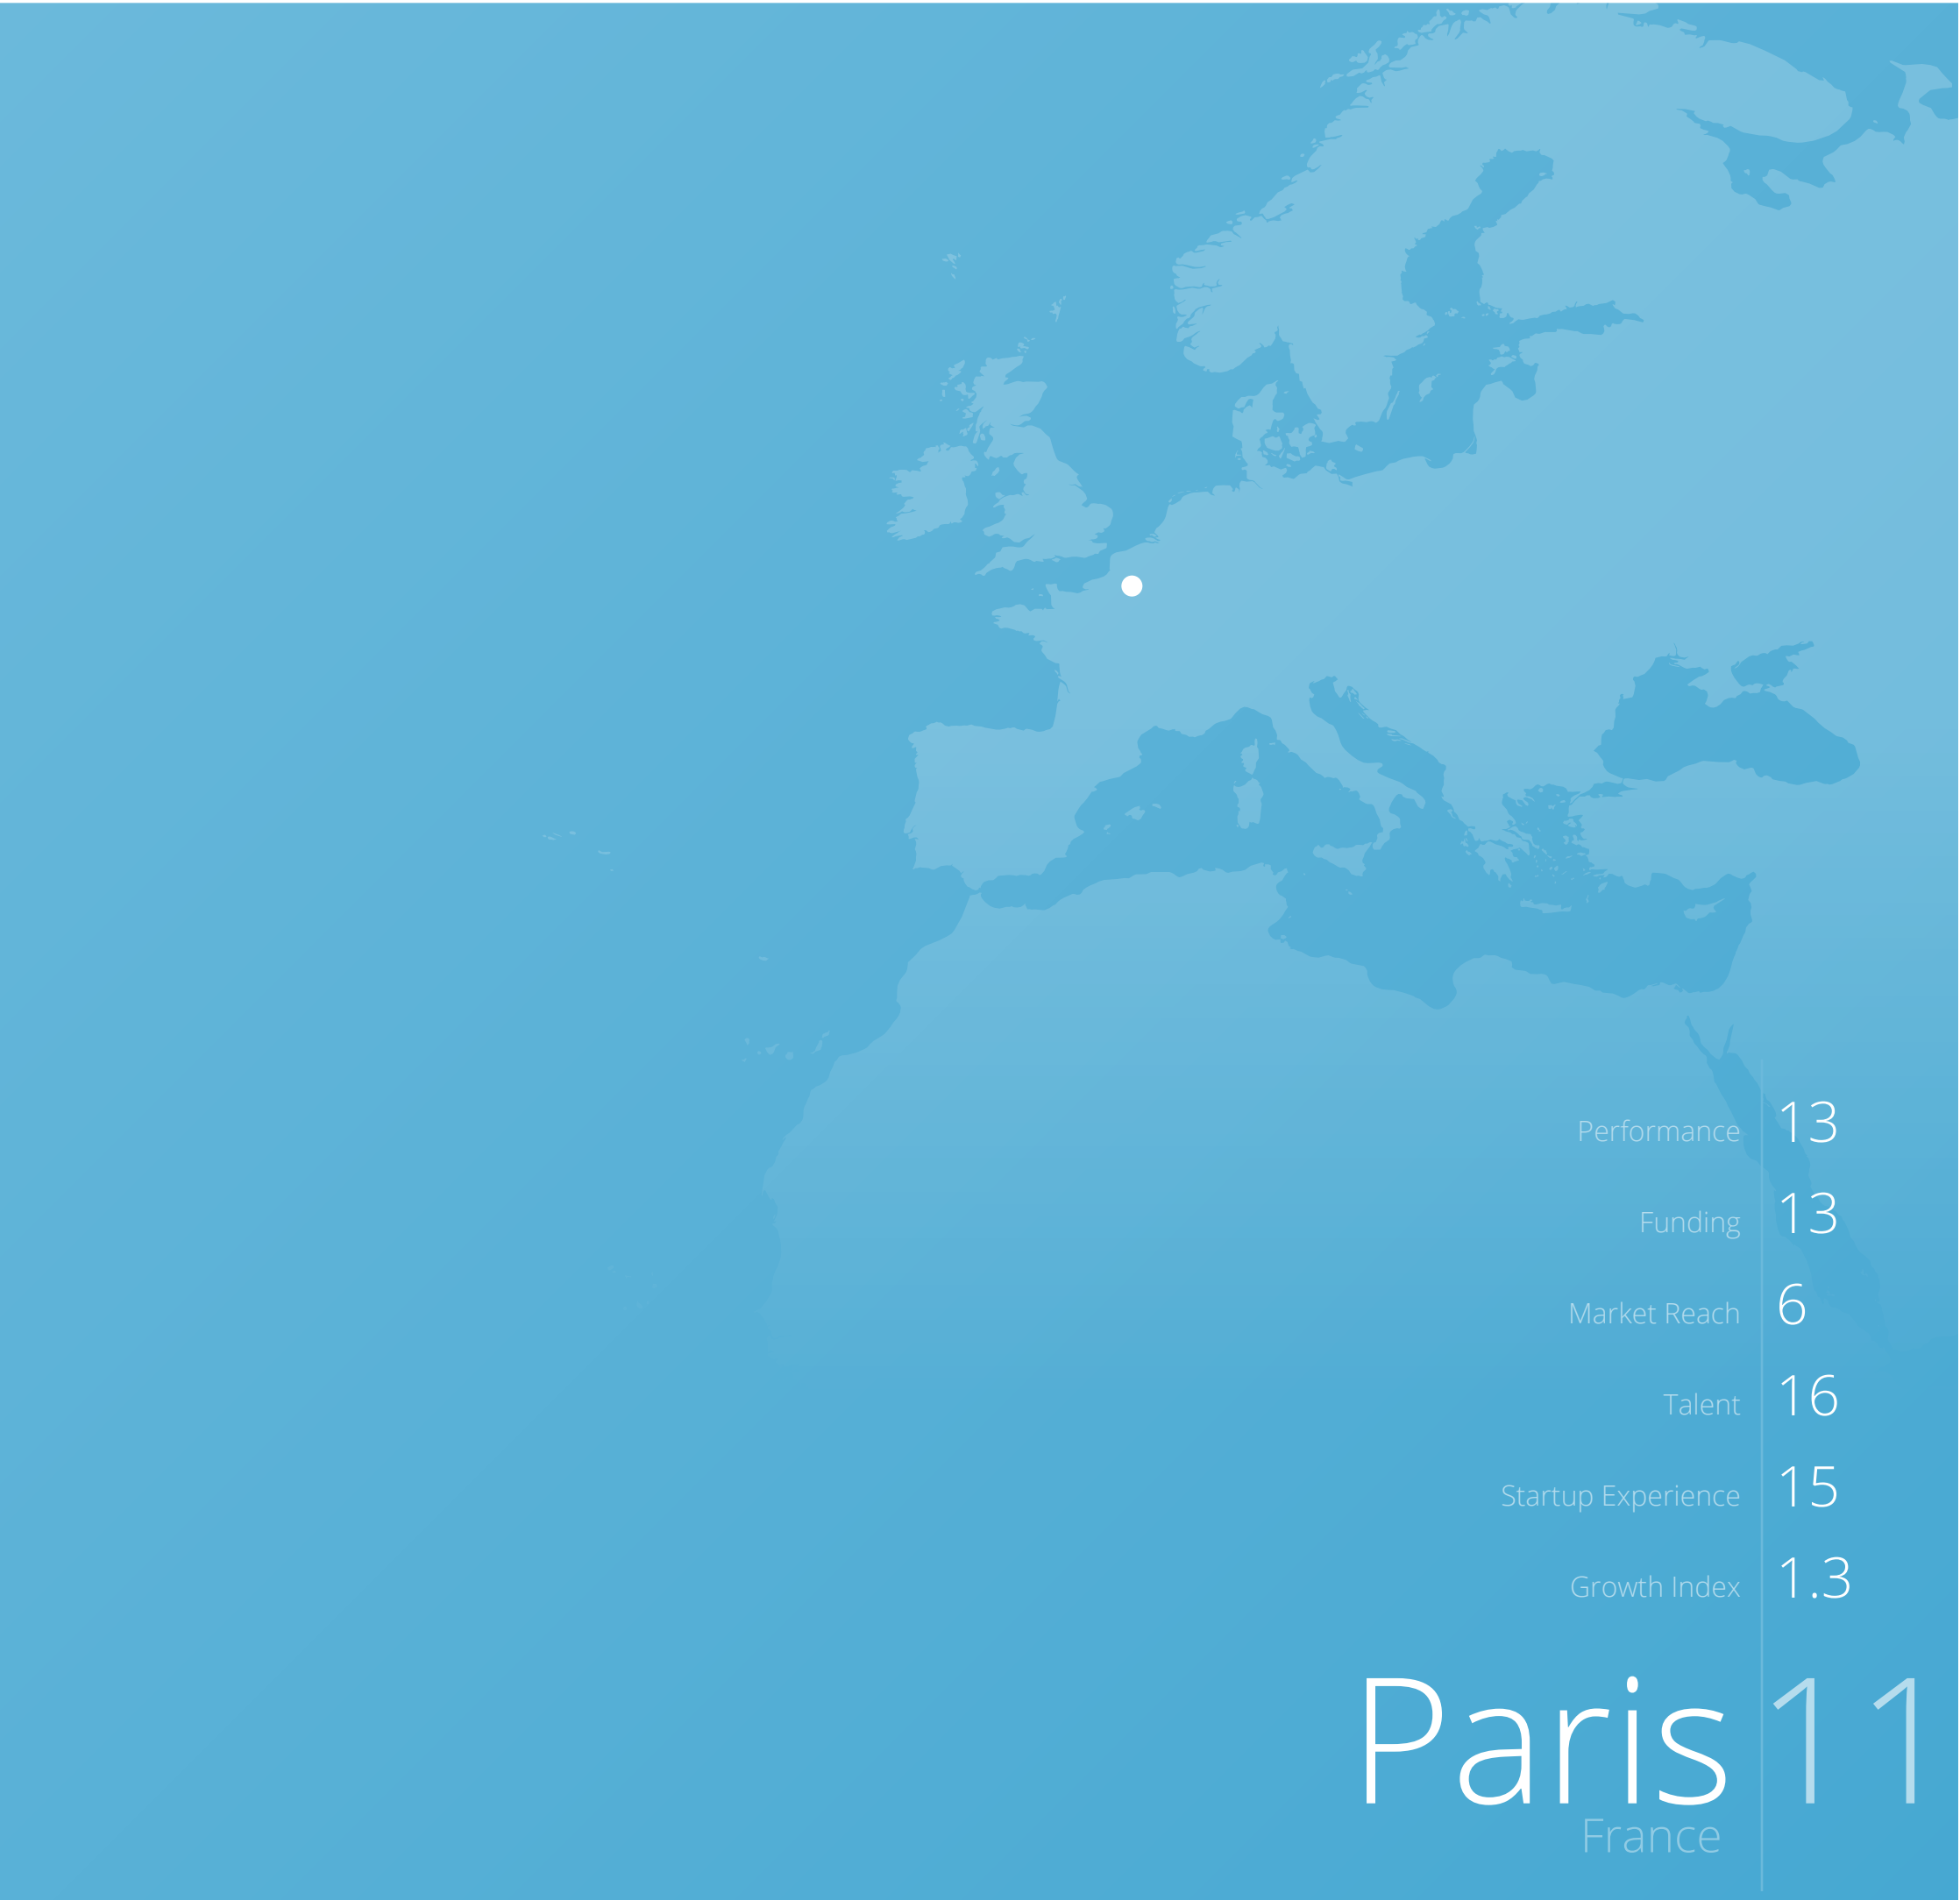 Performance 13
Funding 13
Market Reach 6
Talent 16
Startup Experience 15
Growth Index 1.3
Paris 11
France